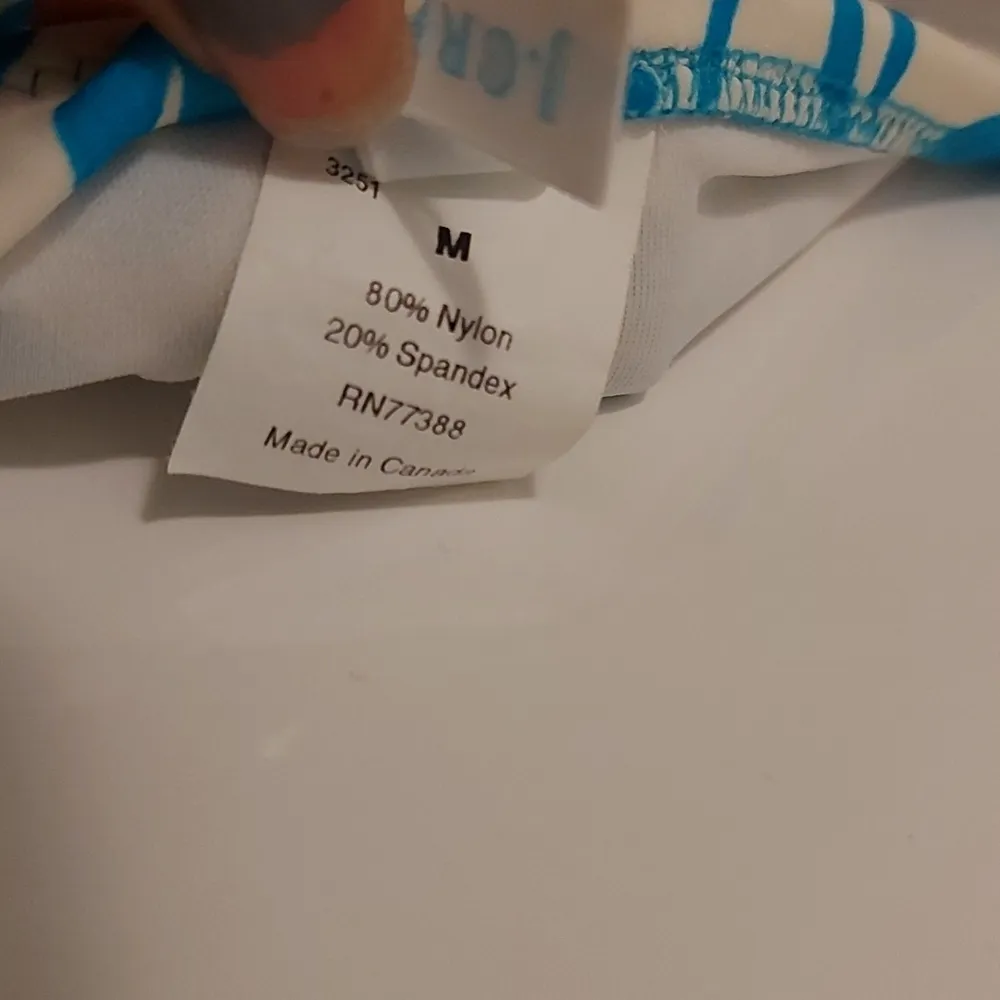 3251
M
80% Nylon
20% Spandex
RN77388
Made in Canada